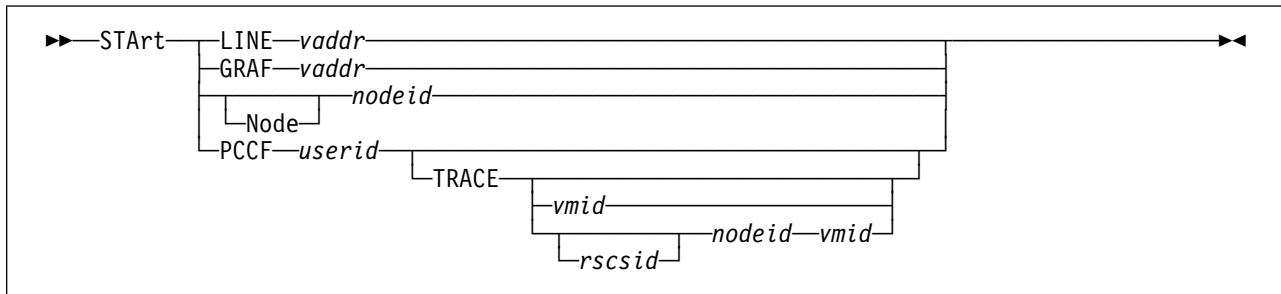 STArt LINE vaddr
GRAF vaddr
nodeid
Node
PCCF userid
TRACE
vmid
nodeid vmid
rscsid